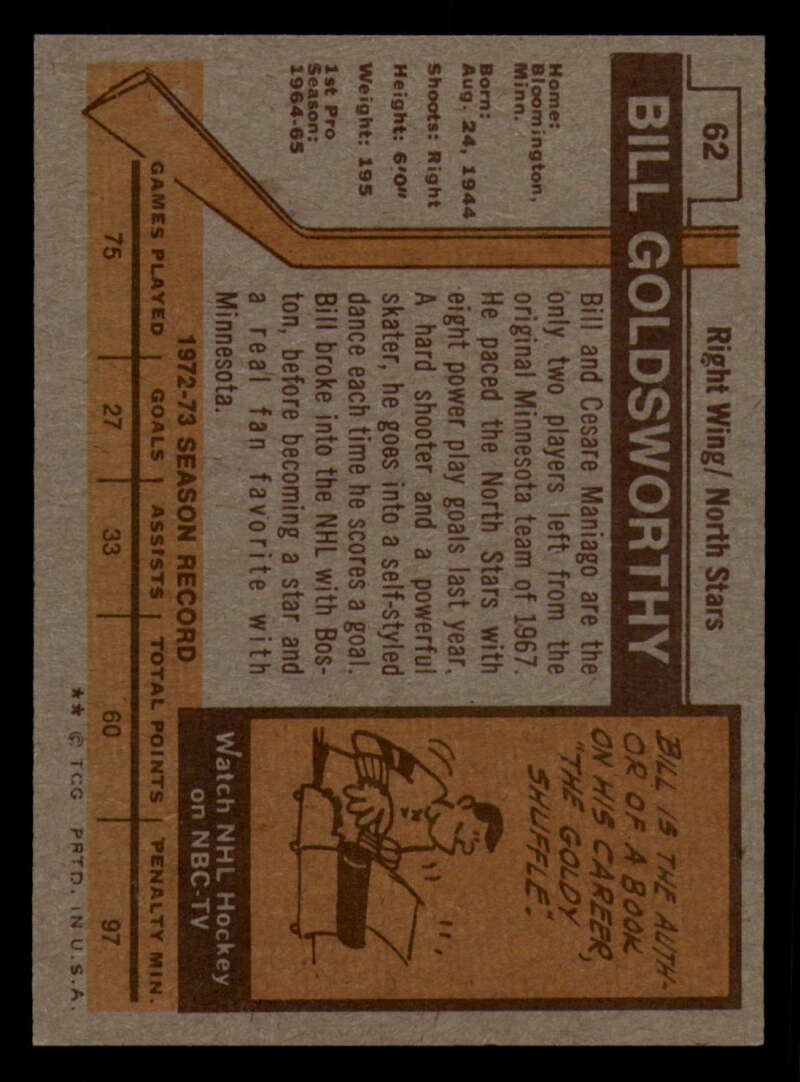 62
Right Wing/ North Stars
BILL GOLDSWORTHY
Home:
Bloomington,
Minn.
Born:
Aug. 24, 1944
Shoots: Right
Height: 6'0"
Weight: 195
1st Pro
Season:
1964-65
Bill and Cesare Maniago are the
only two players left from the
original Minnesota team of 1967.
He paced the North Stars with
eight power play goals last year.
A hard shooter and a powerful
skater, he goes into a self-styled
dance each time he scores a goal.
Bill broke into the NHL with Bos-
ton, before becoming a star and
a real fan favorite with
Minnesota.
BILL IS THE AUTH-
OR OF A BOOK
ON HIS CAREER,
"THE GOLDY
SHUFFLE".
Watch NHL Hockey
on NBC-TV
1972-73 SEASON RECORD
GAMES PLAYED GOALS ASSISTS TOTAL POINTS PENALTY MIN.
75 27 33 60 97
** © TCG PRTD. IN U.S.A.